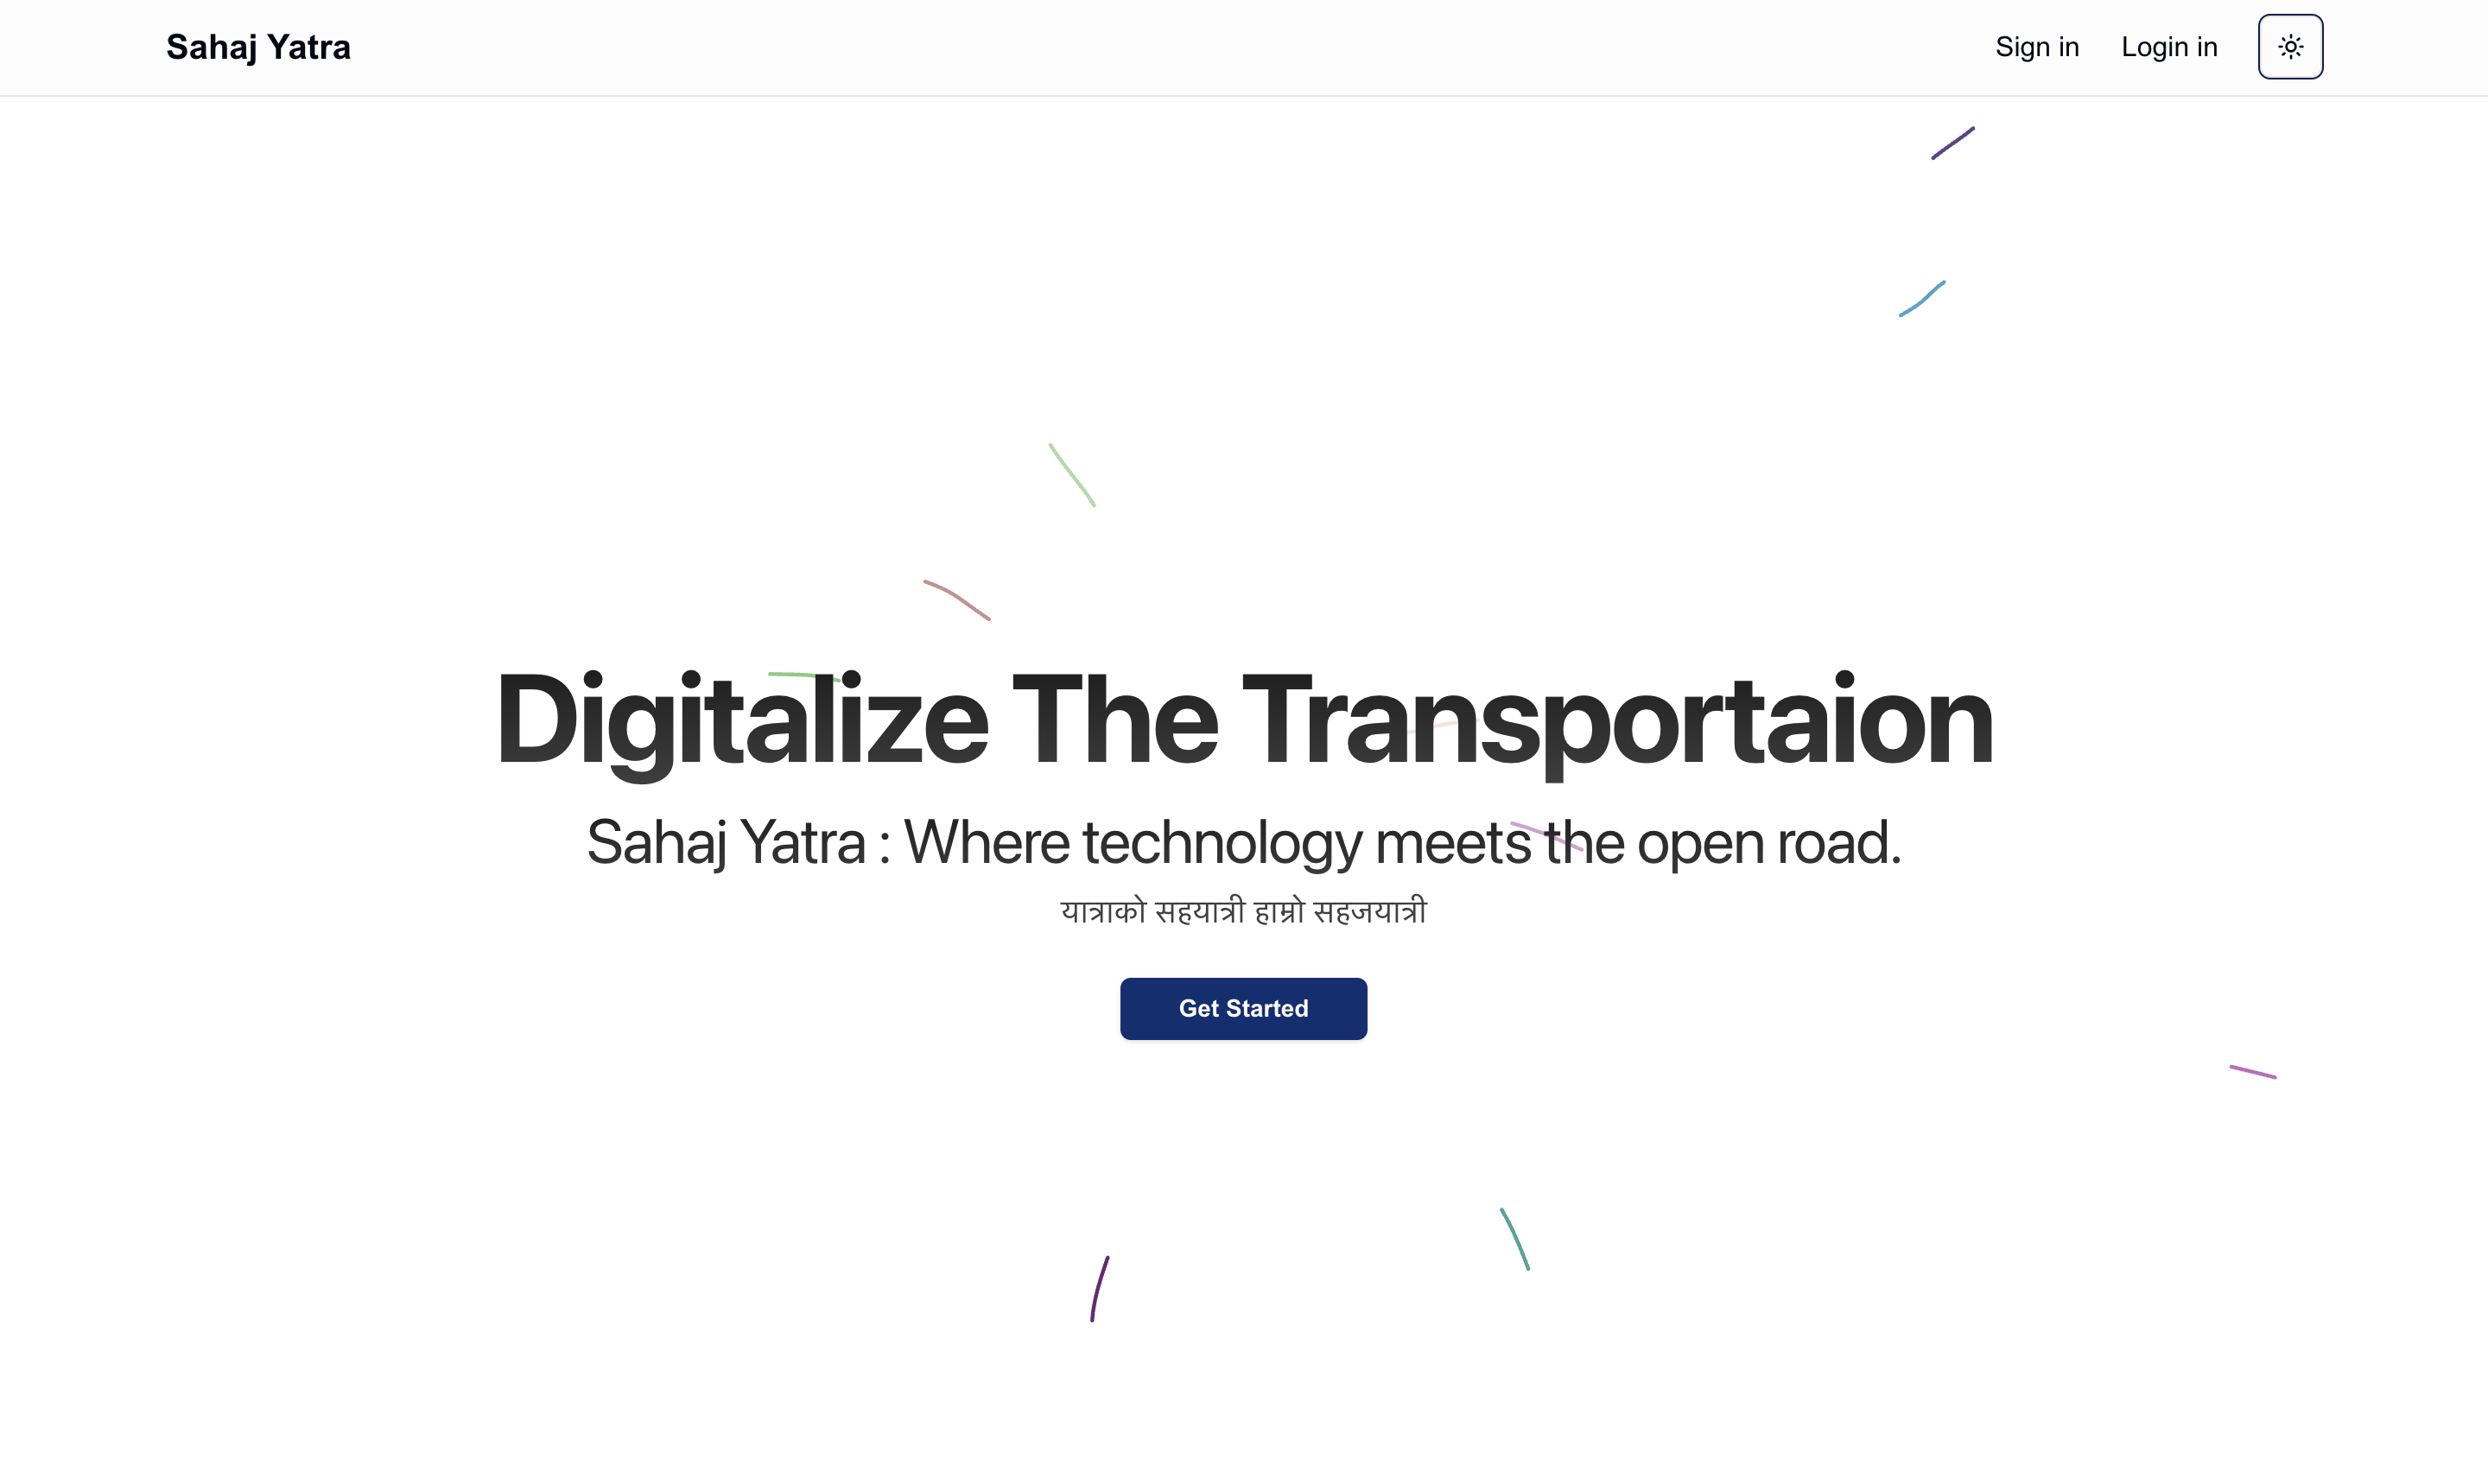 Sahaj Yatra
Sign in
Login in
Digitalize The Transportaion
Sahaj Yatra : Where technology meets the open road.
यात्राको सहयात्री हाम्रो सहजयात्री
Get Started